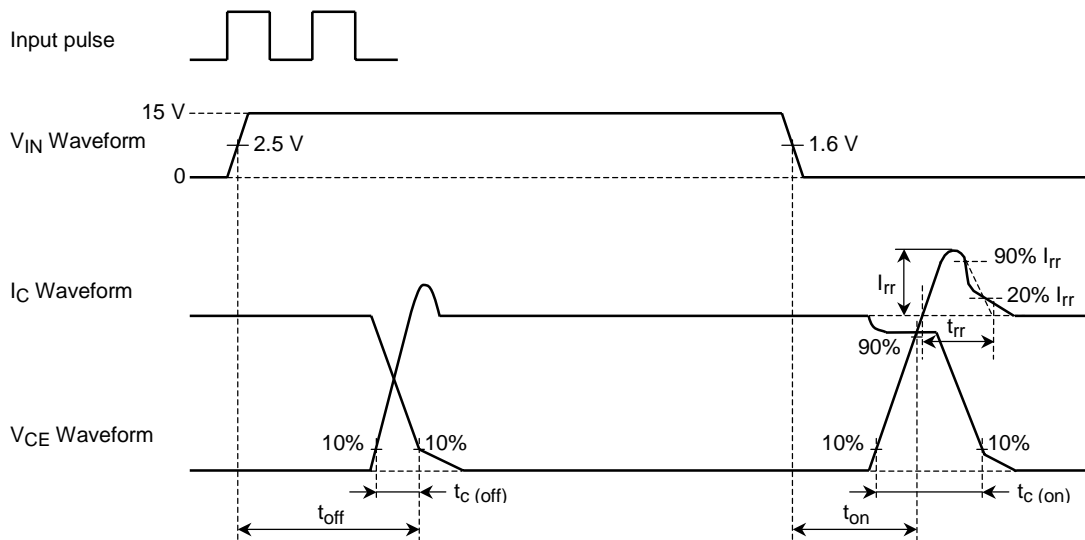 Input pulse
15 V
V_IN Waveform
2.5 V
1.6 V
0
I_C Waveform
I_rr
90% I_rr
20% I_rr
t_rr
90%
V_CE Waveform
10%
10%
10%
10%
t_c (off)
t_c (on)
t_off
t_on